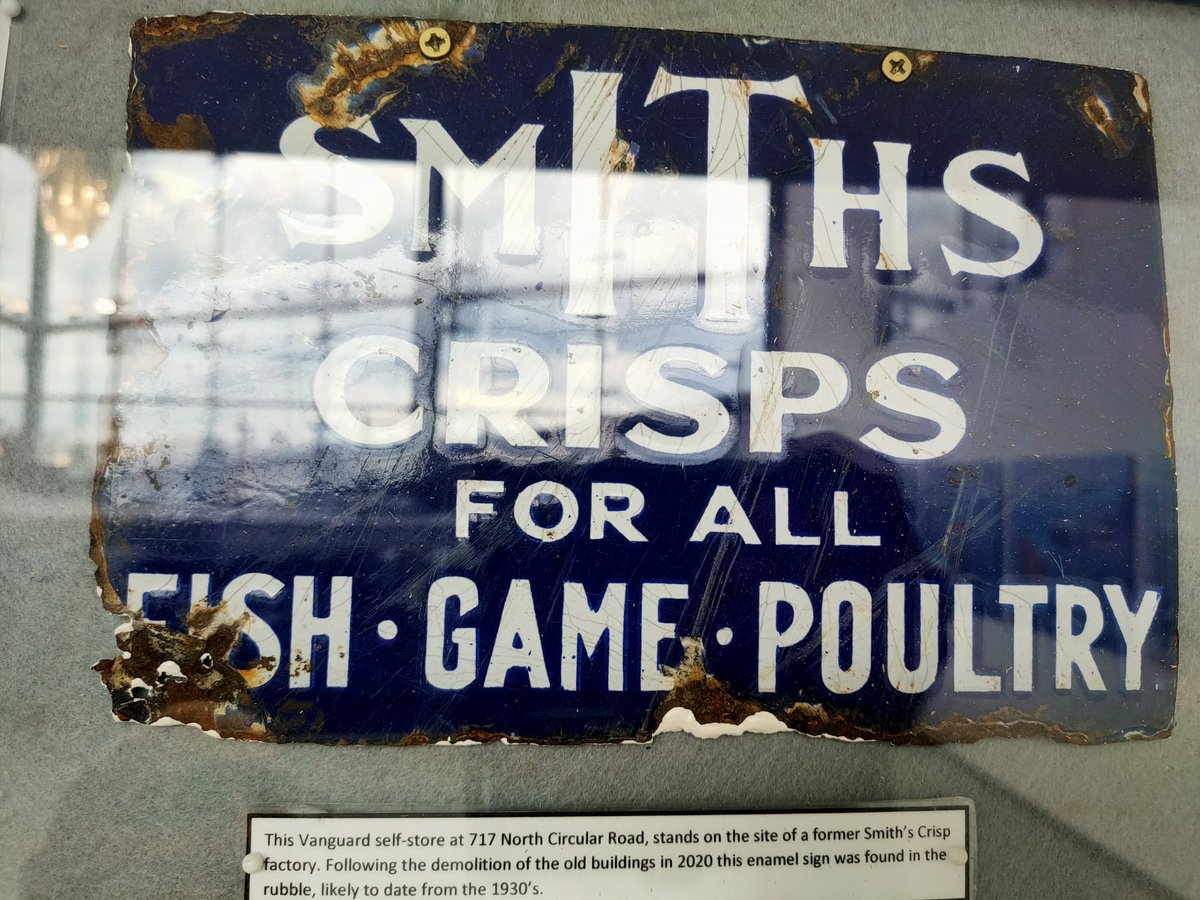 SMITHS
CRISPS
FOR ALL
FISH · GAME · POULTRY
This Vanguard self-store at 717 North Circular Road, stands on the site of a former Smith's Crisp
factory. Following the demolition of the old buildings in 2020 this enamel sign was found in the
rubble, likely to date from the 1930's.